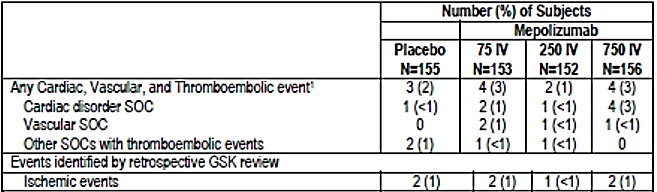 Number (%) of Subjects
Mepolizumab
Placebo 75 IV 250 IV 750 IV
N=155 N=153 N=152 N=156
Any Cardiac, Vascular, and Thromboembolic event¹ 3 (2) 4 (3) 2 (1) 4 (3)
Cardiac disorder SOC 1 (<1) 2 (1) 1 (<1) 4 (3)
Vascular SOC 0 2 (1) 1 (<1) 1 (<1)
Other SOCs with thromboembolic events 2 (1) 1 (<1) 1 (<1) 0
Events identified by retrospective GSK review
Ischemic events 2 (1) 2 (1) 1 (<1) 2 (1)